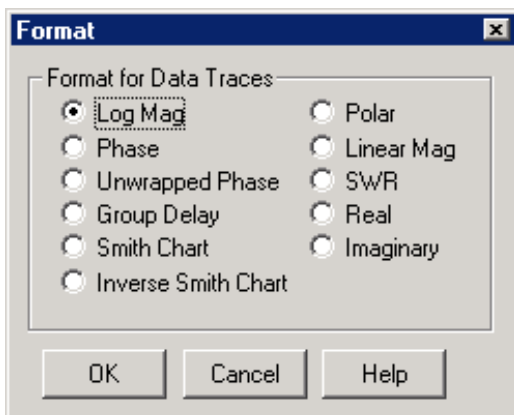 Format
Format for Data Traces
Log Mag
Phase
Unwrapped Phase
Group Delay
Smith Chart
Inverse Smith Chart
Polar
Linear Mag
SWR
Real
Imaginary
OK
Cancel
Help